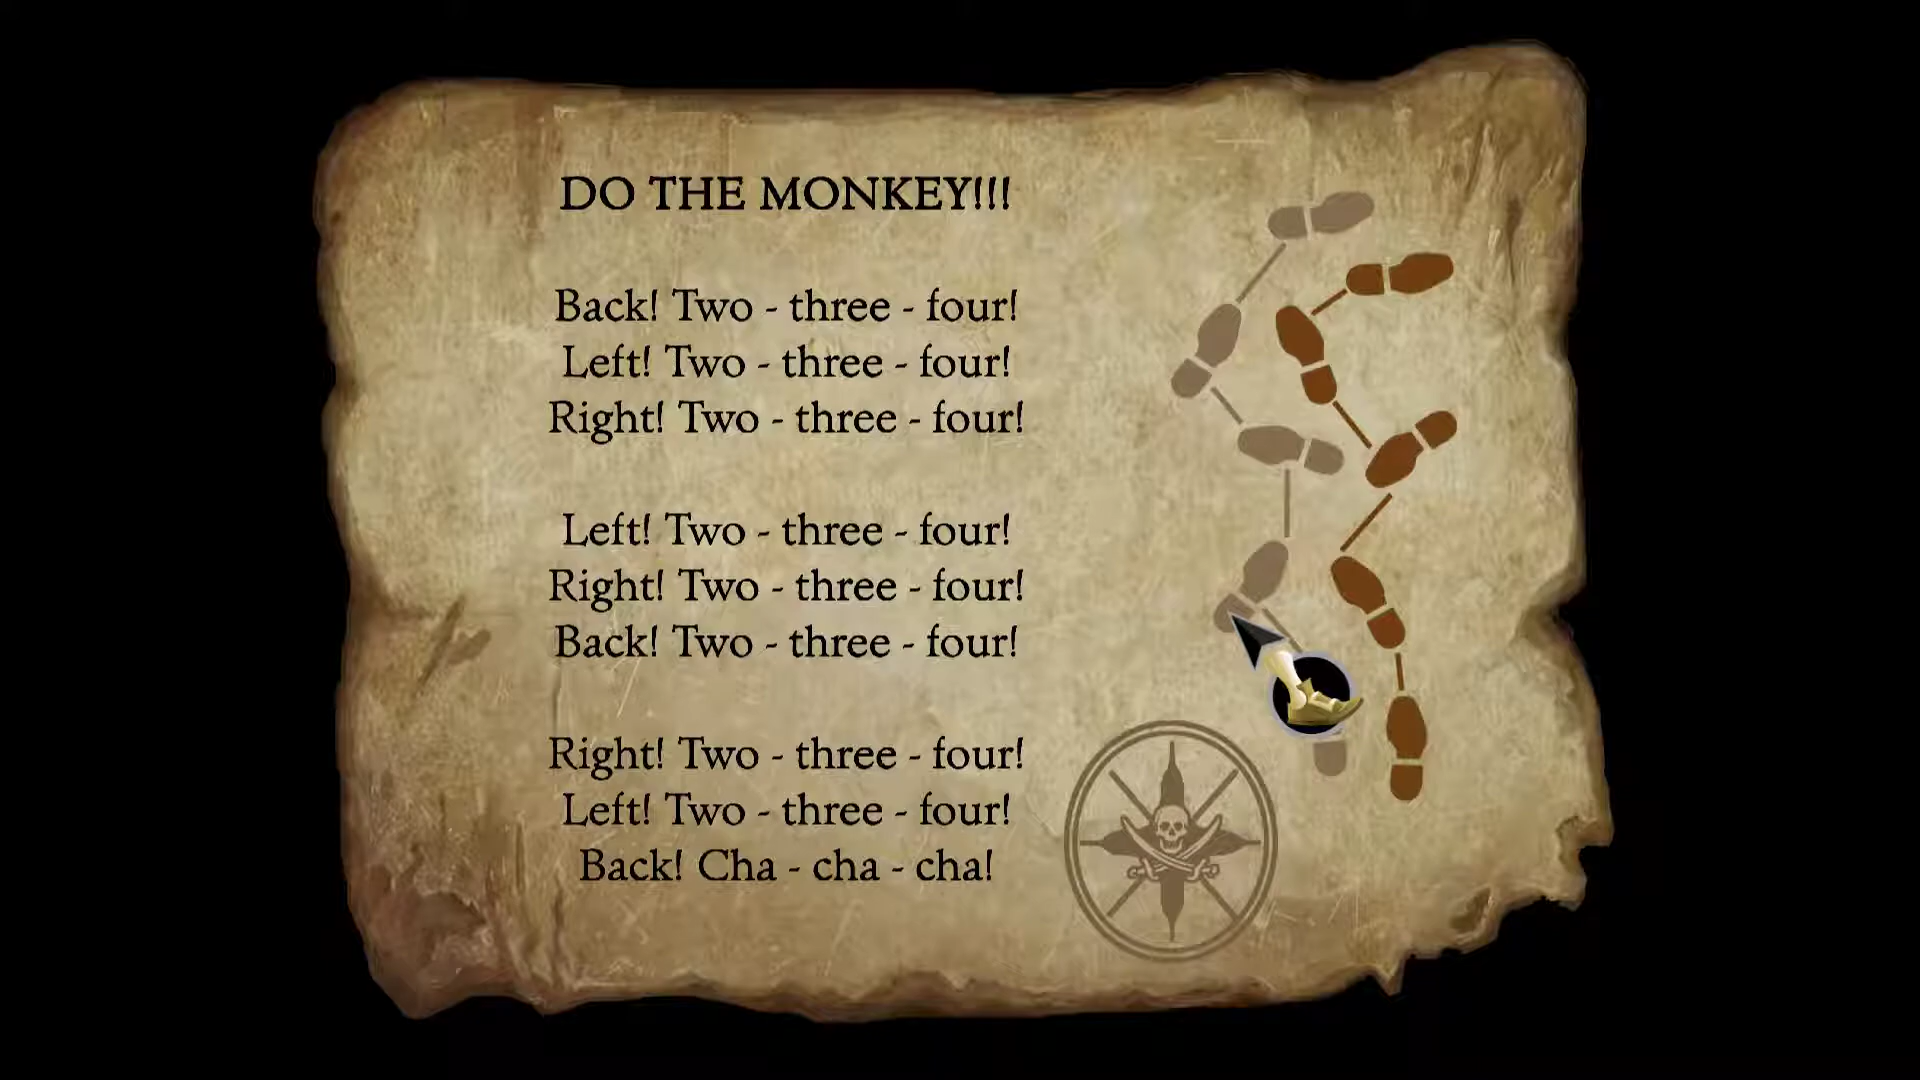 DO THE MONKEY!!!
Back! Two - three - four!
Left! Two - three - four!
Right! Two - three - four!
Left! Two - three - four!
Right! Two - three - four!
Back! Two - three - four!
Right! Two - three - four!
Left! Two - three - four!
Back! Cha - cha - cha!